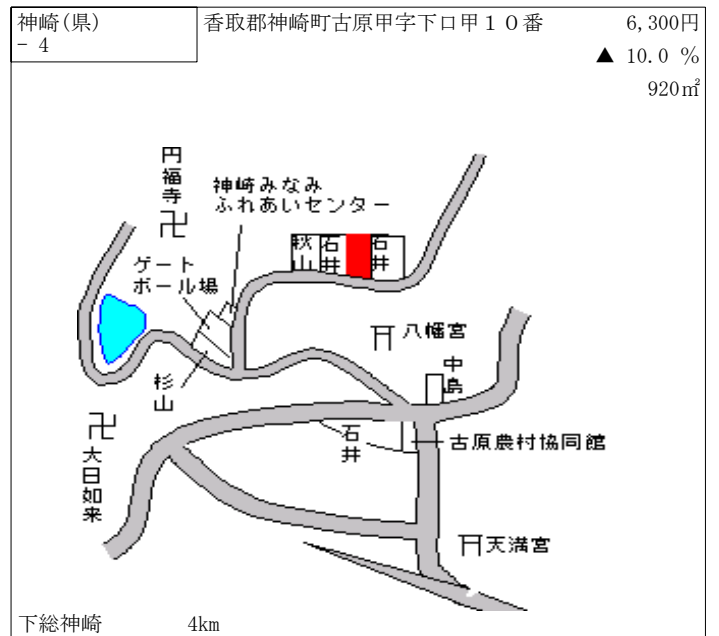 神崎(県)
- 4
香取郡神崎町古原甲字下口甲１０番
6,300円
▲ 10.0 %
920㎡
円福寺
卍
神崎みなみ
ふれあいセンター
秋山
石井
石井
ゲート
ボール場
八幡宮
中島
杉山
卍
大日如来
石井
古原農村協同館
天満宮
下総神崎
4km